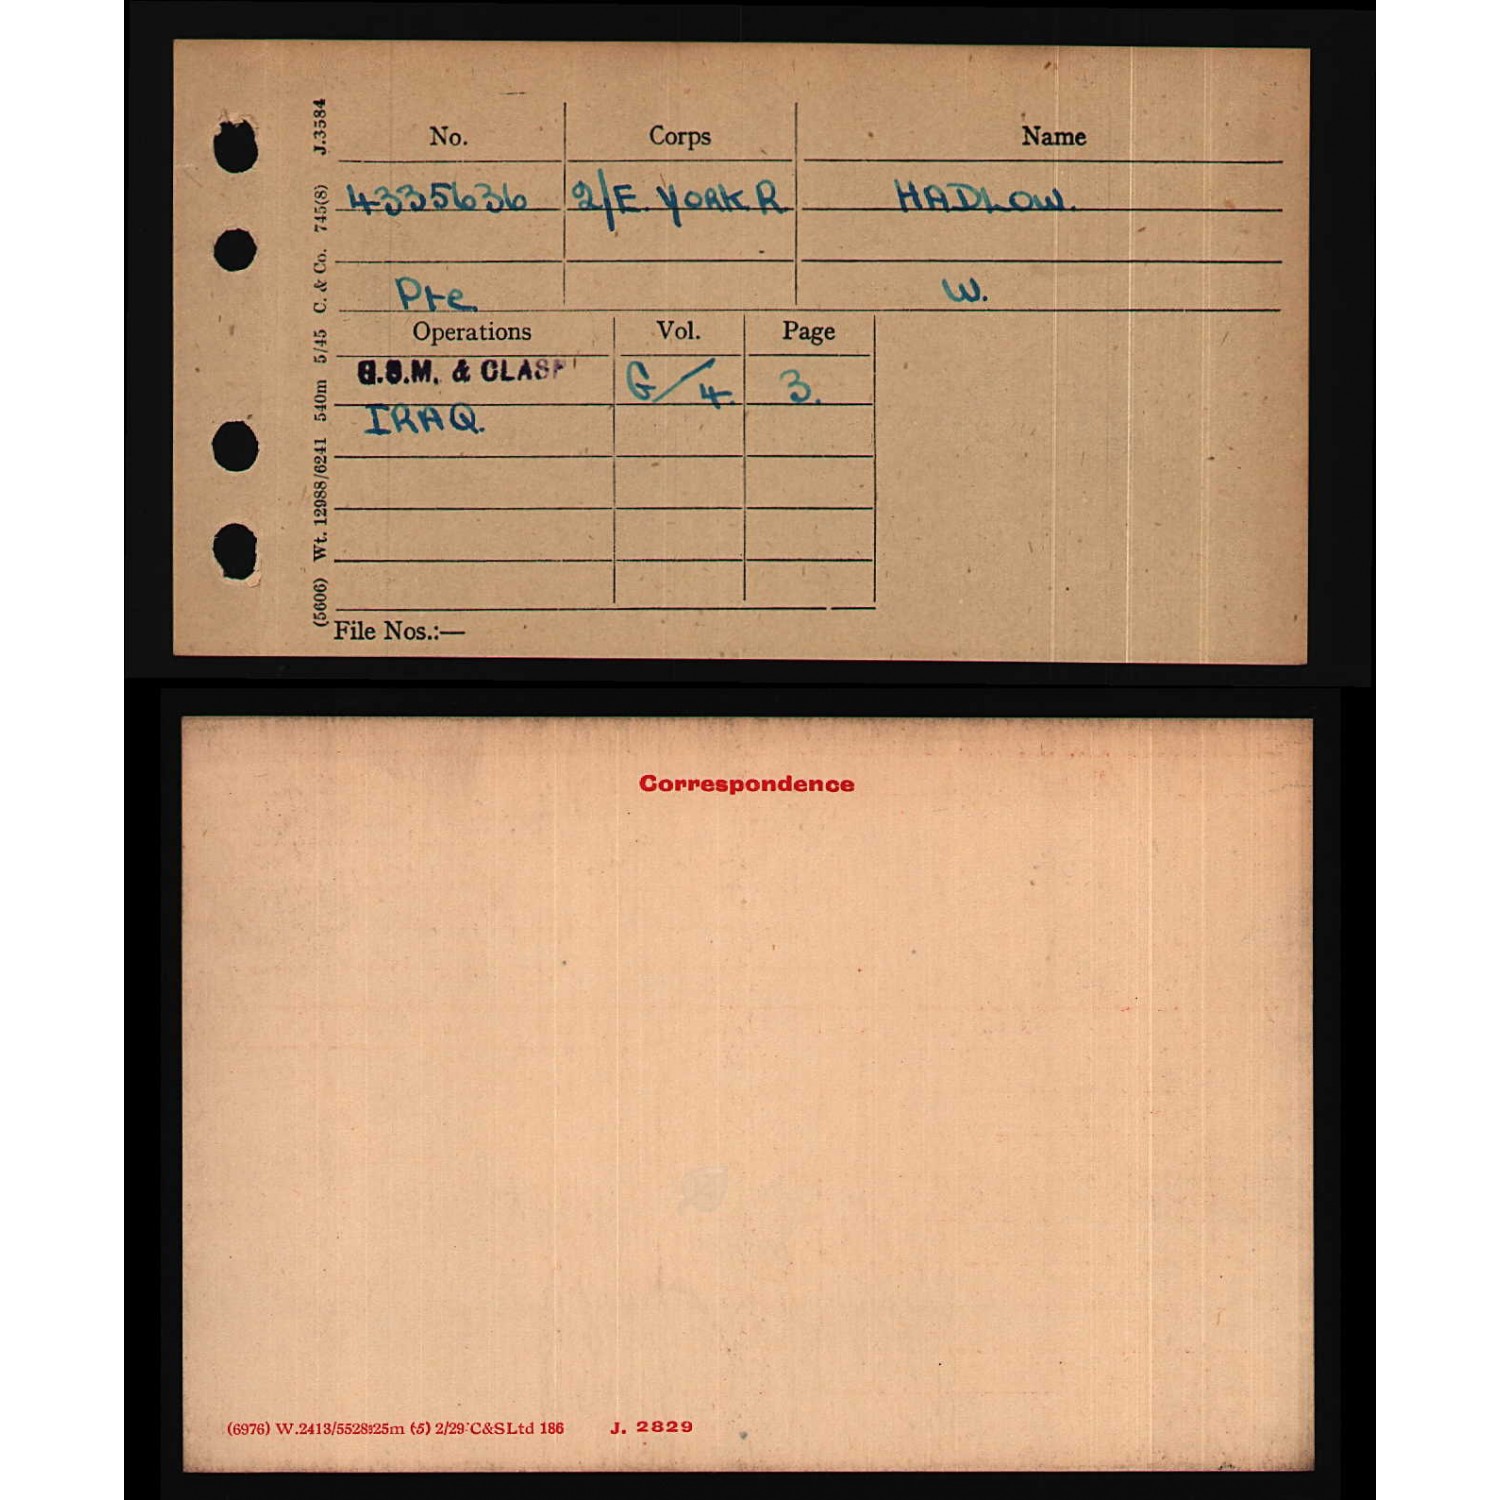 No. Corps Name
4335636 2/E. YORK R HADLOW.
Pte. W.
Operations Vol. Page
G.S.M. & CLASP G/4. 3.
IRAQ.
File Nos.:—
(5606) Wt. 12988/6241 540m 5/45 C. & Co. 745(8) J.3584
Correspondence
(6976) W.2413/5528 25m (5) 2/29 C&SLtd 186 J. 2829